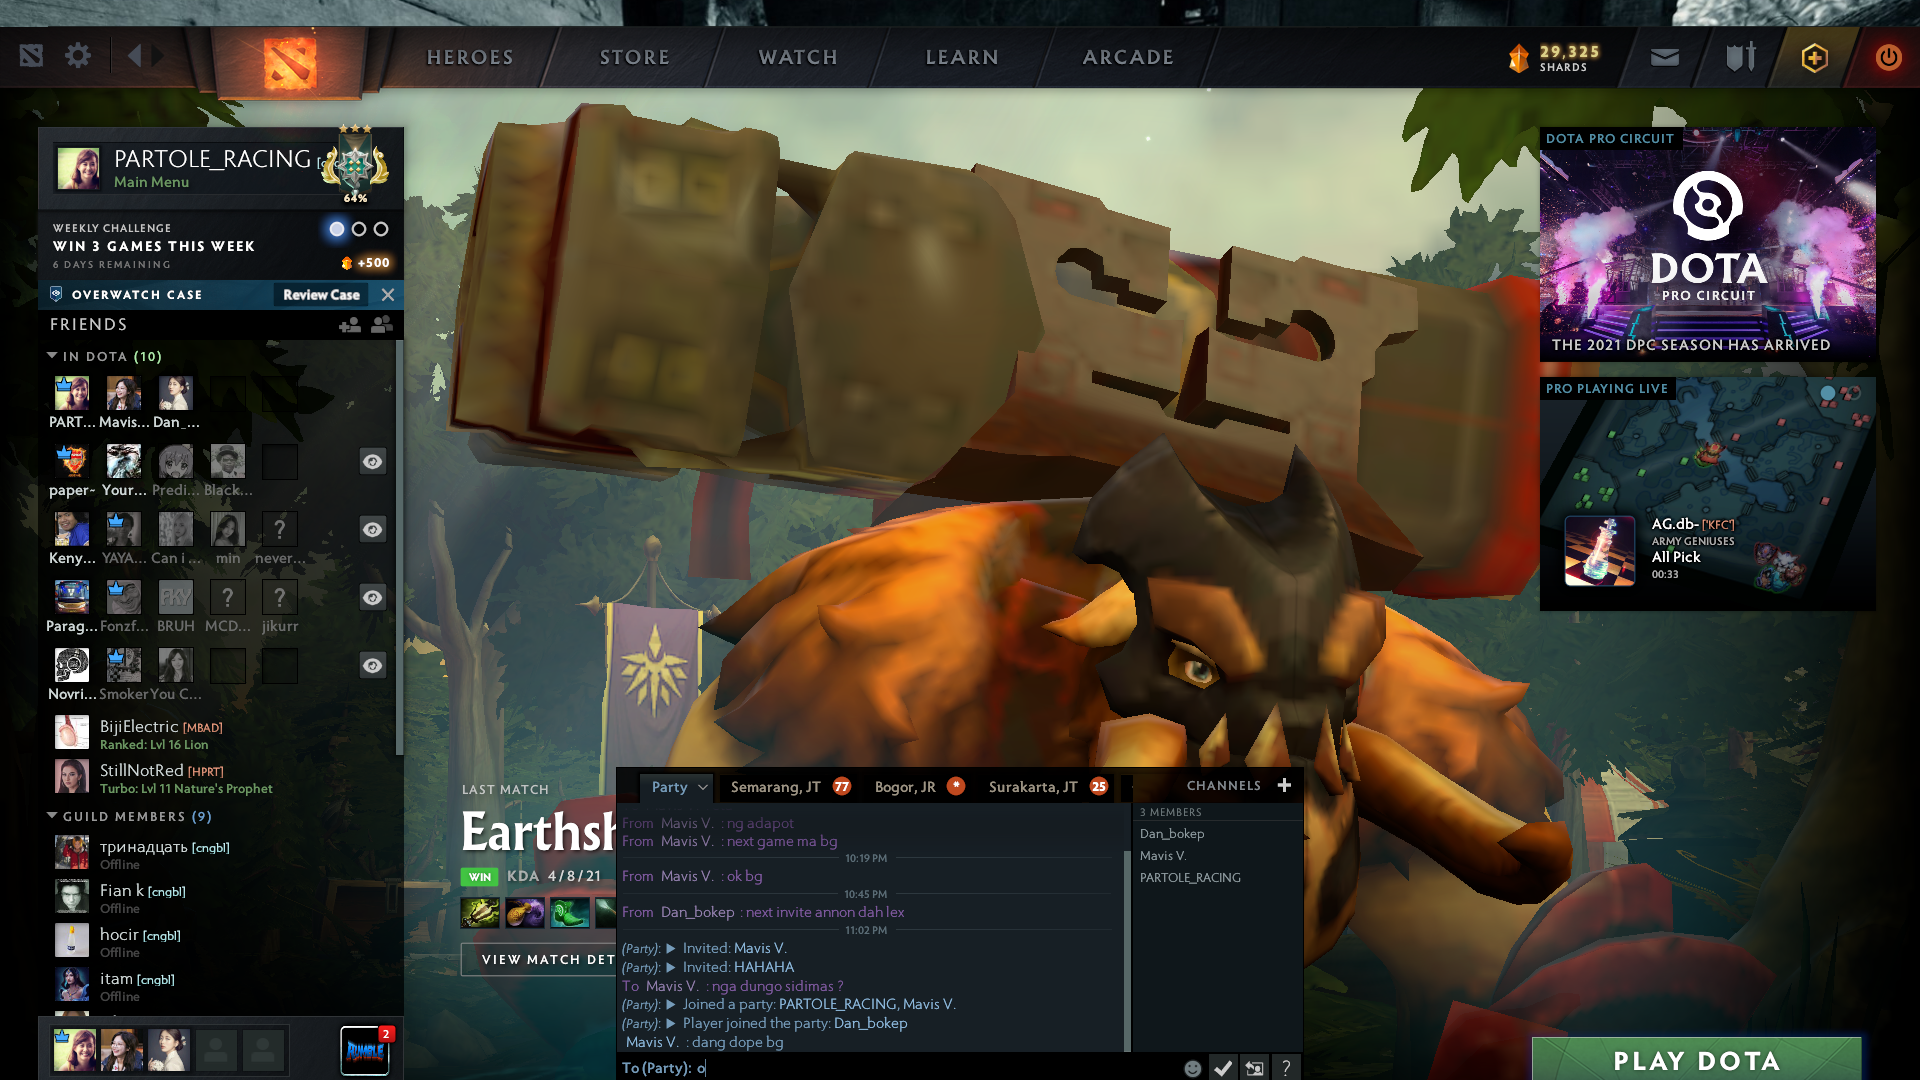 HEROES
STORE
WATCH
LEARN
ARCADE
29,325
SHARDS
PARTOLE_RACING
Main Menu
64%
WEEKLY CHALLENGE
WIN 3 GAMES THIS WEEK
6 DAYS REMAINING
+500
OVERWATCH CASE
Review Case
FRIENDS
IN DOTA (10)
PART... Mavis... Dan_...
paper~ Your... Predi... Black...
Keny... YAYA... Can i ... min never...
Parag... Fonzf... BRUH MCD... jikurr
Novri... Smoker You C...
BijiElectric [MBAD]
Ranked: Lvl 16 Lion
StillNotRed [HPRT]
Turbo: Lvl 11 Nature's Prophet
GUILD MEMBERS (9)
тринадцать [cngbl]
Offline
Fian k [cngbl]
Offline
hocir [cngbl]
Offline
itam [cngbl]
Offline
RUMBLE
2
LAST MATCH
Earthsh
WIN KDA 4/8/21
VIEW MATCH DET
Party
Semarang, JT 77
Bogor, JR *
Surakarta, JT 25
CHANNELS
From Mavis V. : ng adapot
From Mavis V. : next game ma bg
10:19 PM
From Mavis V. : ok bg
10:45 PM
From Dan_bokep : next invite annon dah lex
11:02 PM
(Party): ▶ Invited: Mavis V.
(Party): ▶ Invited: HAHAHA
To Mavis V. : nga dungo sidimas ?
(Party): ▶ Joined a party: PARTOLE_RACING, Mavis V.
(Party): ▶ Player joined the party: Dan_bokep
Mavis V. : dang dope bg
To (Party): o
?
3 MEMBERS
Dan_bokep
Mavis V.
PARTOLE_RACING
DOTA PRO CIRCUIT
DOTA
PRO CIRCUIT
THE 2021 DPC SEASON HAS ARRIVED
PRO PLAYING LIVE
AG.db- ['KFC']
ARMY GENIUSES
All Pick
00:33
PLAY DOTA